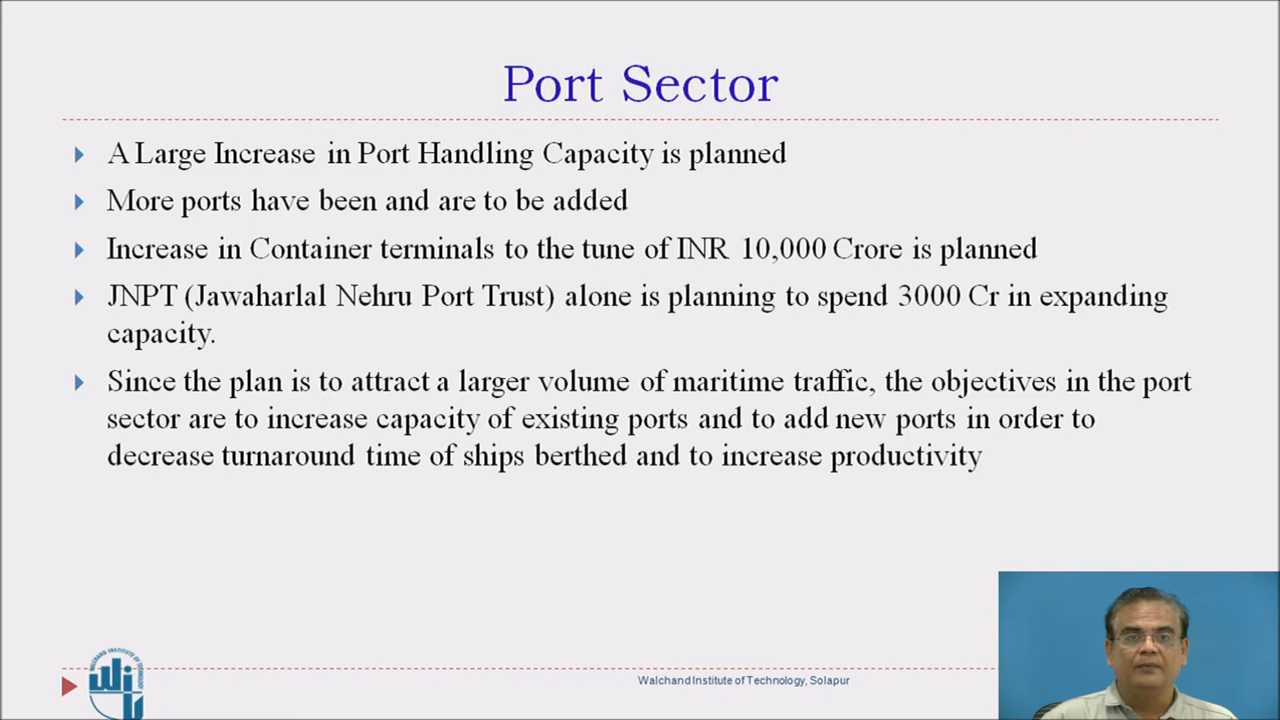 Port Sector
A Large Increase in Port Handling Capacity is planned
More ports have been and are to be added
Increase in Container terminals to the tune of INR 10,000 Crore is planned
JNPT (Jawaharlal Nehru Port Trust) alone is planning to spend 3000 Cr in expanding
capacity.
Since the plan is to attract a larger volume of maritime traffic, the objectives in the port
sector are to increase capacity of existing ports and to add new ports in order to
decrease turnaround time of ships berthed and to increase productivity
WALCHAND INSTITUTE OF TECHNOLOGY, SOLAPUR
Walchand Institute of Technology, Solapur